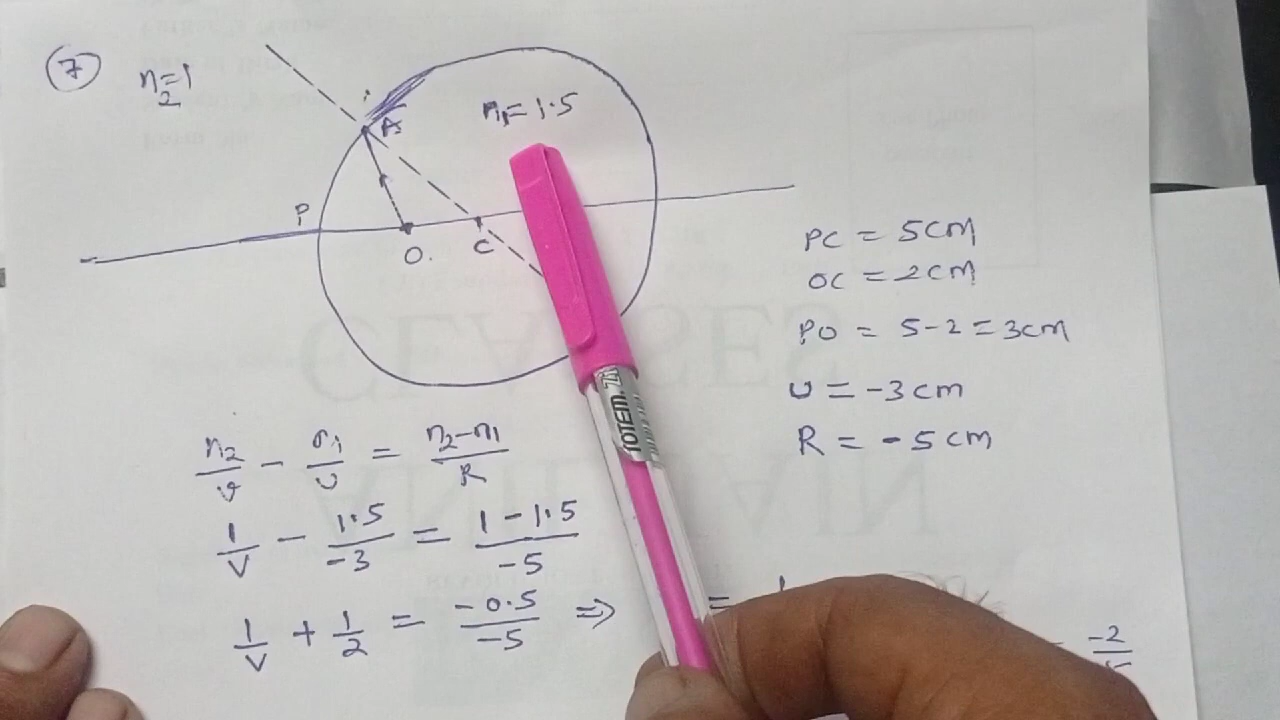 7
n₂=1
n₁=1.5
A
P
O.
C
PC = 5cm
OC = 2cm
PO = 5-2=3cm
u = -3cm
R = -5cm
n₂/v - n₁/u = (n₂-n₁)/R
1/v - 1.5/-3 = (1-1.5)/-5
1/v + 1/2 = -0.5/-5 ⇒ =
-2
TOTEM